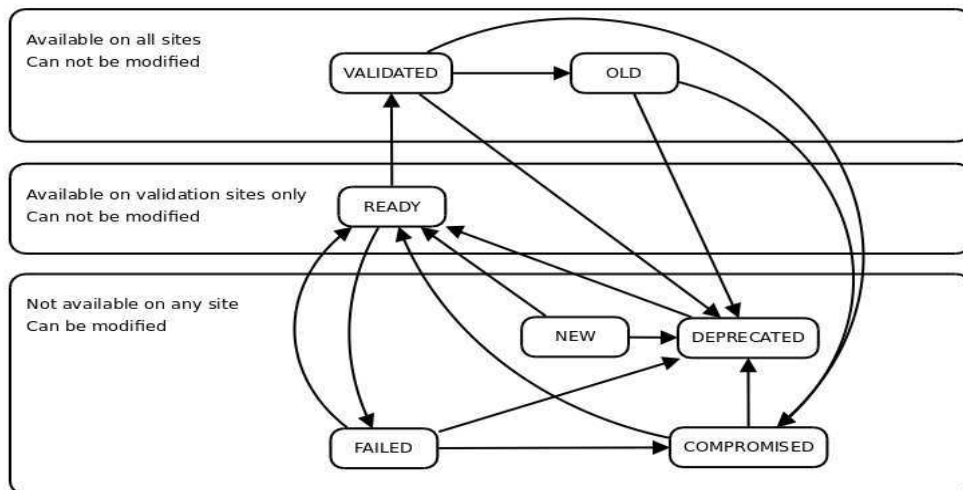 Available on all sites
Can not be modified
VALIDATED
OLD
Available on validation sites only
Can not be modified
READY
Not available on any site
Can be modified
NEW
DEPRECATED
FAILED
COMPROMISED